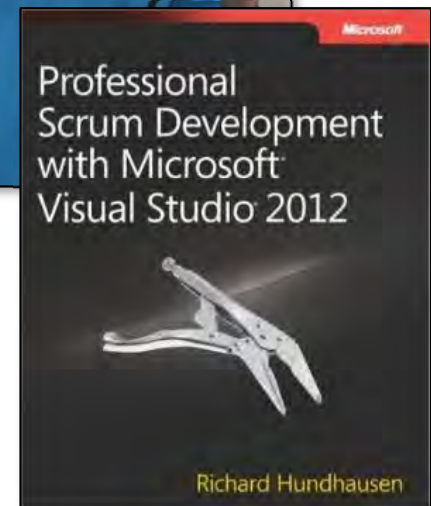 Microsoft
Professional
Scrum Development
with Microsoft
Visual Studio 2012
Richard Hundhausen